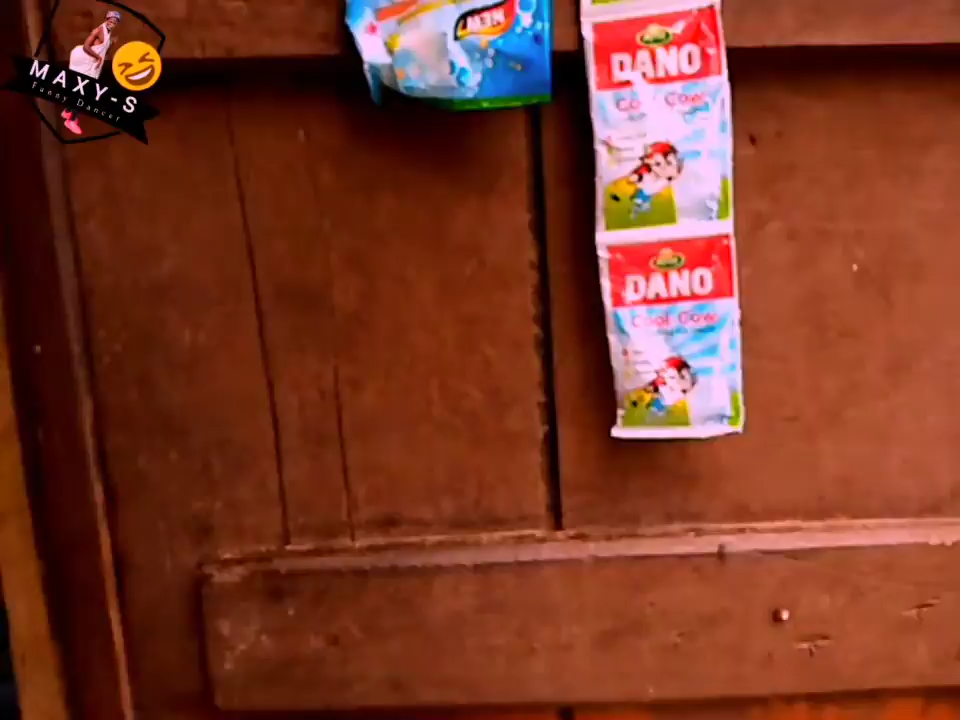 MAXY-S
Funny Dancer
NEW
DANO
Cool Cow
DANO
Cool Cow